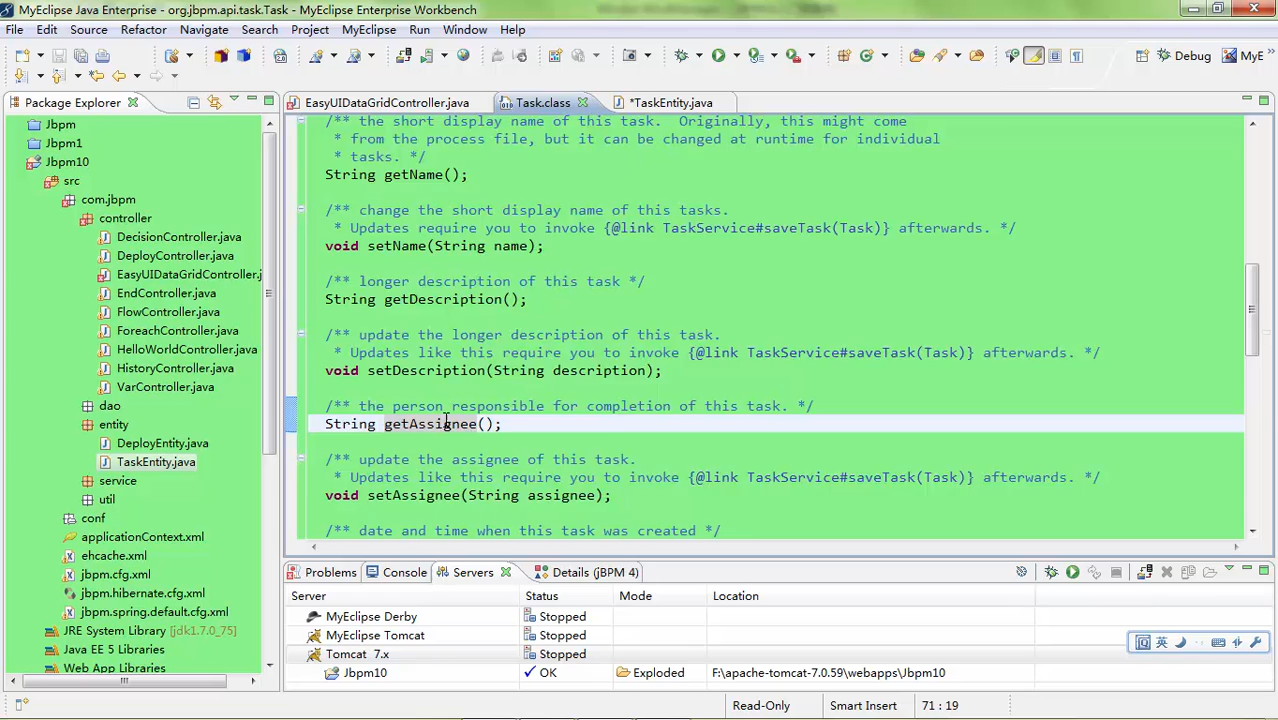 MyEclipse Java Enterprise - org.jbpm.api.task.Task - MyEclipse Enterprise Workbench
File Edit Source Refactor Navigate Search Project MyEclipse Run Window Help
Debug MyE
Package Explorer
EasyUIDataGridController.java Task.class *TaskEntity.java
Jbpm
Jbpm1
Jbpm10
src
com.jbpm
controller
DecisionController.java
DeployController.java
EasyUIDataGridController.j
EndController.java
FlowController.java
ForeachController.java
HelloWorldController.java
HistoryController.java
VarController.java
dao
entity
DeployEntity.java
TaskEntity.java
service
util
conf
applicationContext.xml
ehcache.xml
jbpm.cfg.xml
jbpm.hibernate.cfg.xml
jbpm.spring.default.cfg.xml
JRE System Library [jdk1.7.0_75]
Java EE 5 Libraries
Web App Libraries
/** the short display name of this task.  Originally, this might come
* from the process file, but it can be changed at runtime for individual
* tasks. */
String getName();
/** change the short display name of this tasks.
* Updates require you to invoke {@link TaskService#saveTask(Task)} afterwards. */
void setName(String name);
/** longer description of this task */
String getDescription();
/** update the longer description of this task.
* Updates like this require you to invoke {@link TaskService#saveTask(Task)} afterwards. */
void setDescription(String description);
/** the person responsible for completion of this task. */
String getAssignee();
/** update the assignee of this task.
* Updates like this require you to invoke {@link TaskService#saveTask(Task)} afterwards. */
void setAssignee(String assignee);
/** date and time when this task was created */
Problems Console Servers Details (jBPM 4)
Server Status Mode Location
MyEclipse Derby Stopped
MyEclipse Tomcat Stopped
Tomcat 7.x Stopped
Jbpm10 OK Exploded F:\apache-tomcat-7.0.59\webapps\Jbpm10
英
Read-Only Smart Insert 71 : 19